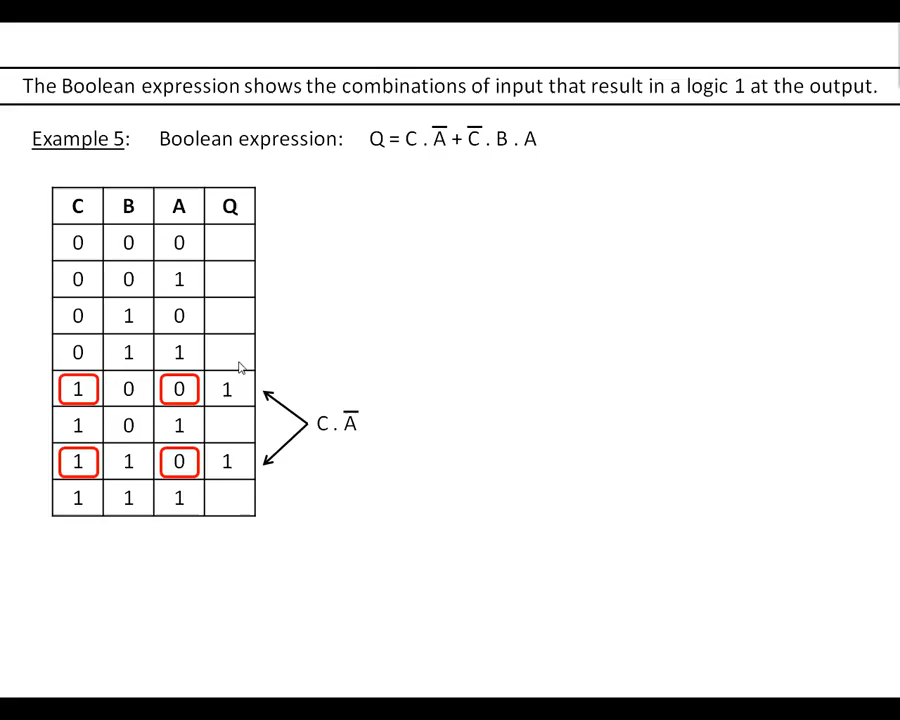 The Boolean expression shows the combinations of input that result in a logic 1 at the output.
Example 5: Boolean expression: Q = C . A̅ + C̅ . B . A
C B A Q
0 0 0
0 0 1
0 1 0
0 1 1
1 0 0 1
1 0 1
C . A̅
1 1 0 1
1 1 1